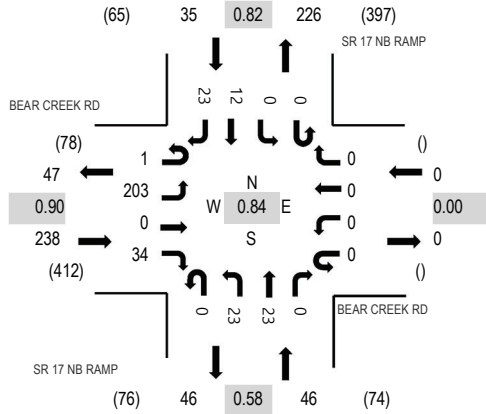 (65) 35 0.82 226 (397)
SR 17 NB RAMP
23 12 0 0
BEAR CREEK RD
(78) 1 0 ()
47 0
203 N 0
0.90 0 W 0.84 E 0 0.00
238 S 0
34 0
(412) ()
0 23 23 0
BEAR CREEK RD
SR 17 NB RAMP
(76) 46 0.58 46 (74)